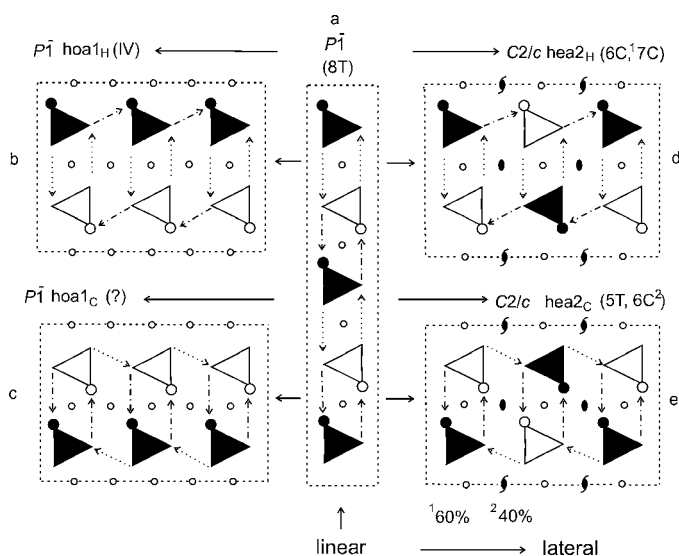 a
P1̄ hoa1H (IV)
P1̄
(8T)
C2/c hea2H (6C,¹7C)
b
d
P1̄ hoa1C (?)
C2/c hea2C (5T, 6C²)
c
e
¹60% ²40%
linear
lateral